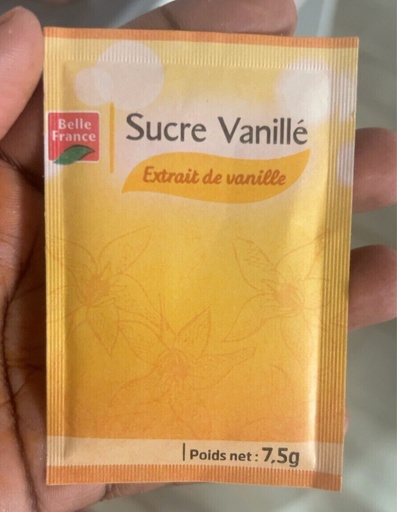 Belle
France
Sucre Vanillé
Extrait de vanille
Poids net : 7,5g